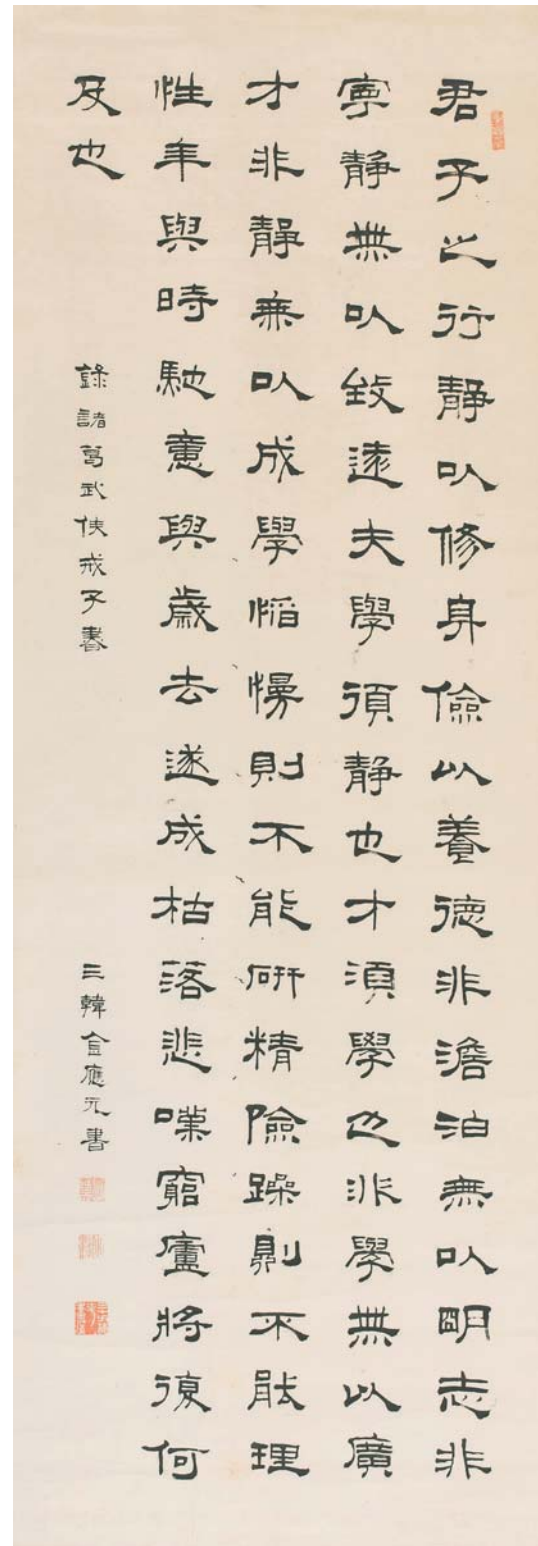 君子之行靜以修身儉以養德非澹泊無以明志非
寧靜無以致遠夫學須靜也才須學也非學無以廣
才非靜無以成學慆慢則不能研精險躁則不能理
性年與時馳意與歲去遂成枯落悲嘆窮廬將復何
及也
錄諸葛武侯戒子書
三韓金應元書